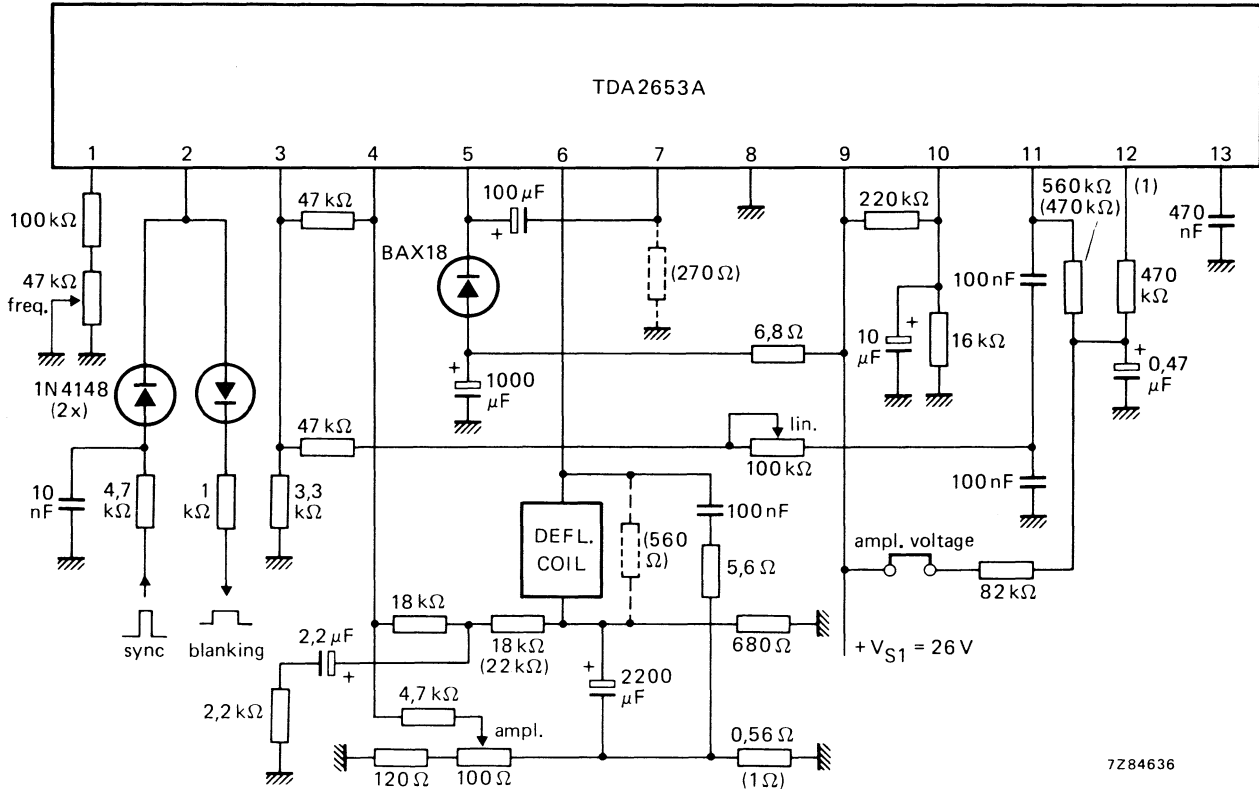 TDA2653A
1 2 3 4 5 6 7 8 9 10 11 12 13
(1)
560 kΩ
(470 kΩ)
100 kΩ
47 kΩ
100 µF
+
220 kΩ
470
nF
47 kΩ
freq.
BAX18
(270 Ω)
100 nF
470
kΩ
1N4148
(2x)
+
1000
µF
6,8 Ω
10
µF
+
16 kΩ
+
0,47
µF
lin.
47 kΩ
100 kΩ
10
nF
4,7
kΩ
1
kΩ
3,3
kΩ
100 nF
100 nF
DEFL.
COIL
(560
Ω)
5,6 Ω
ampl. voltage
82 kΩ
sync
blanking
18 kΩ
18 kΩ
(22 kΩ)
680 Ω
+ VS1 = 26 V
2,2 µF
+
+
2200
µF
2,2 kΩ
4,7 kΩ
ampl.
120 Ω
100 Ω
0,56 Ω
(1 Ω)
7Z84636